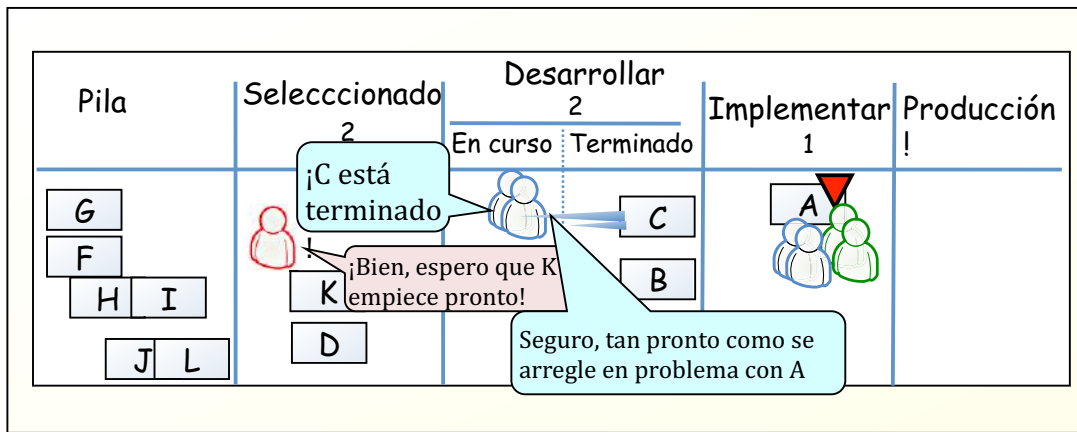 Desarrollar
Pila
Selecccionado
2
Implementar
Producción
2
En curso
Terminado
1
!
¡C está
terminado
G
A
C
!
F
¡Bien, espero que K
empiece pronto!
B
K
H
I
D
Seguro, tan pronto como se
arregle en problema con A
J
L